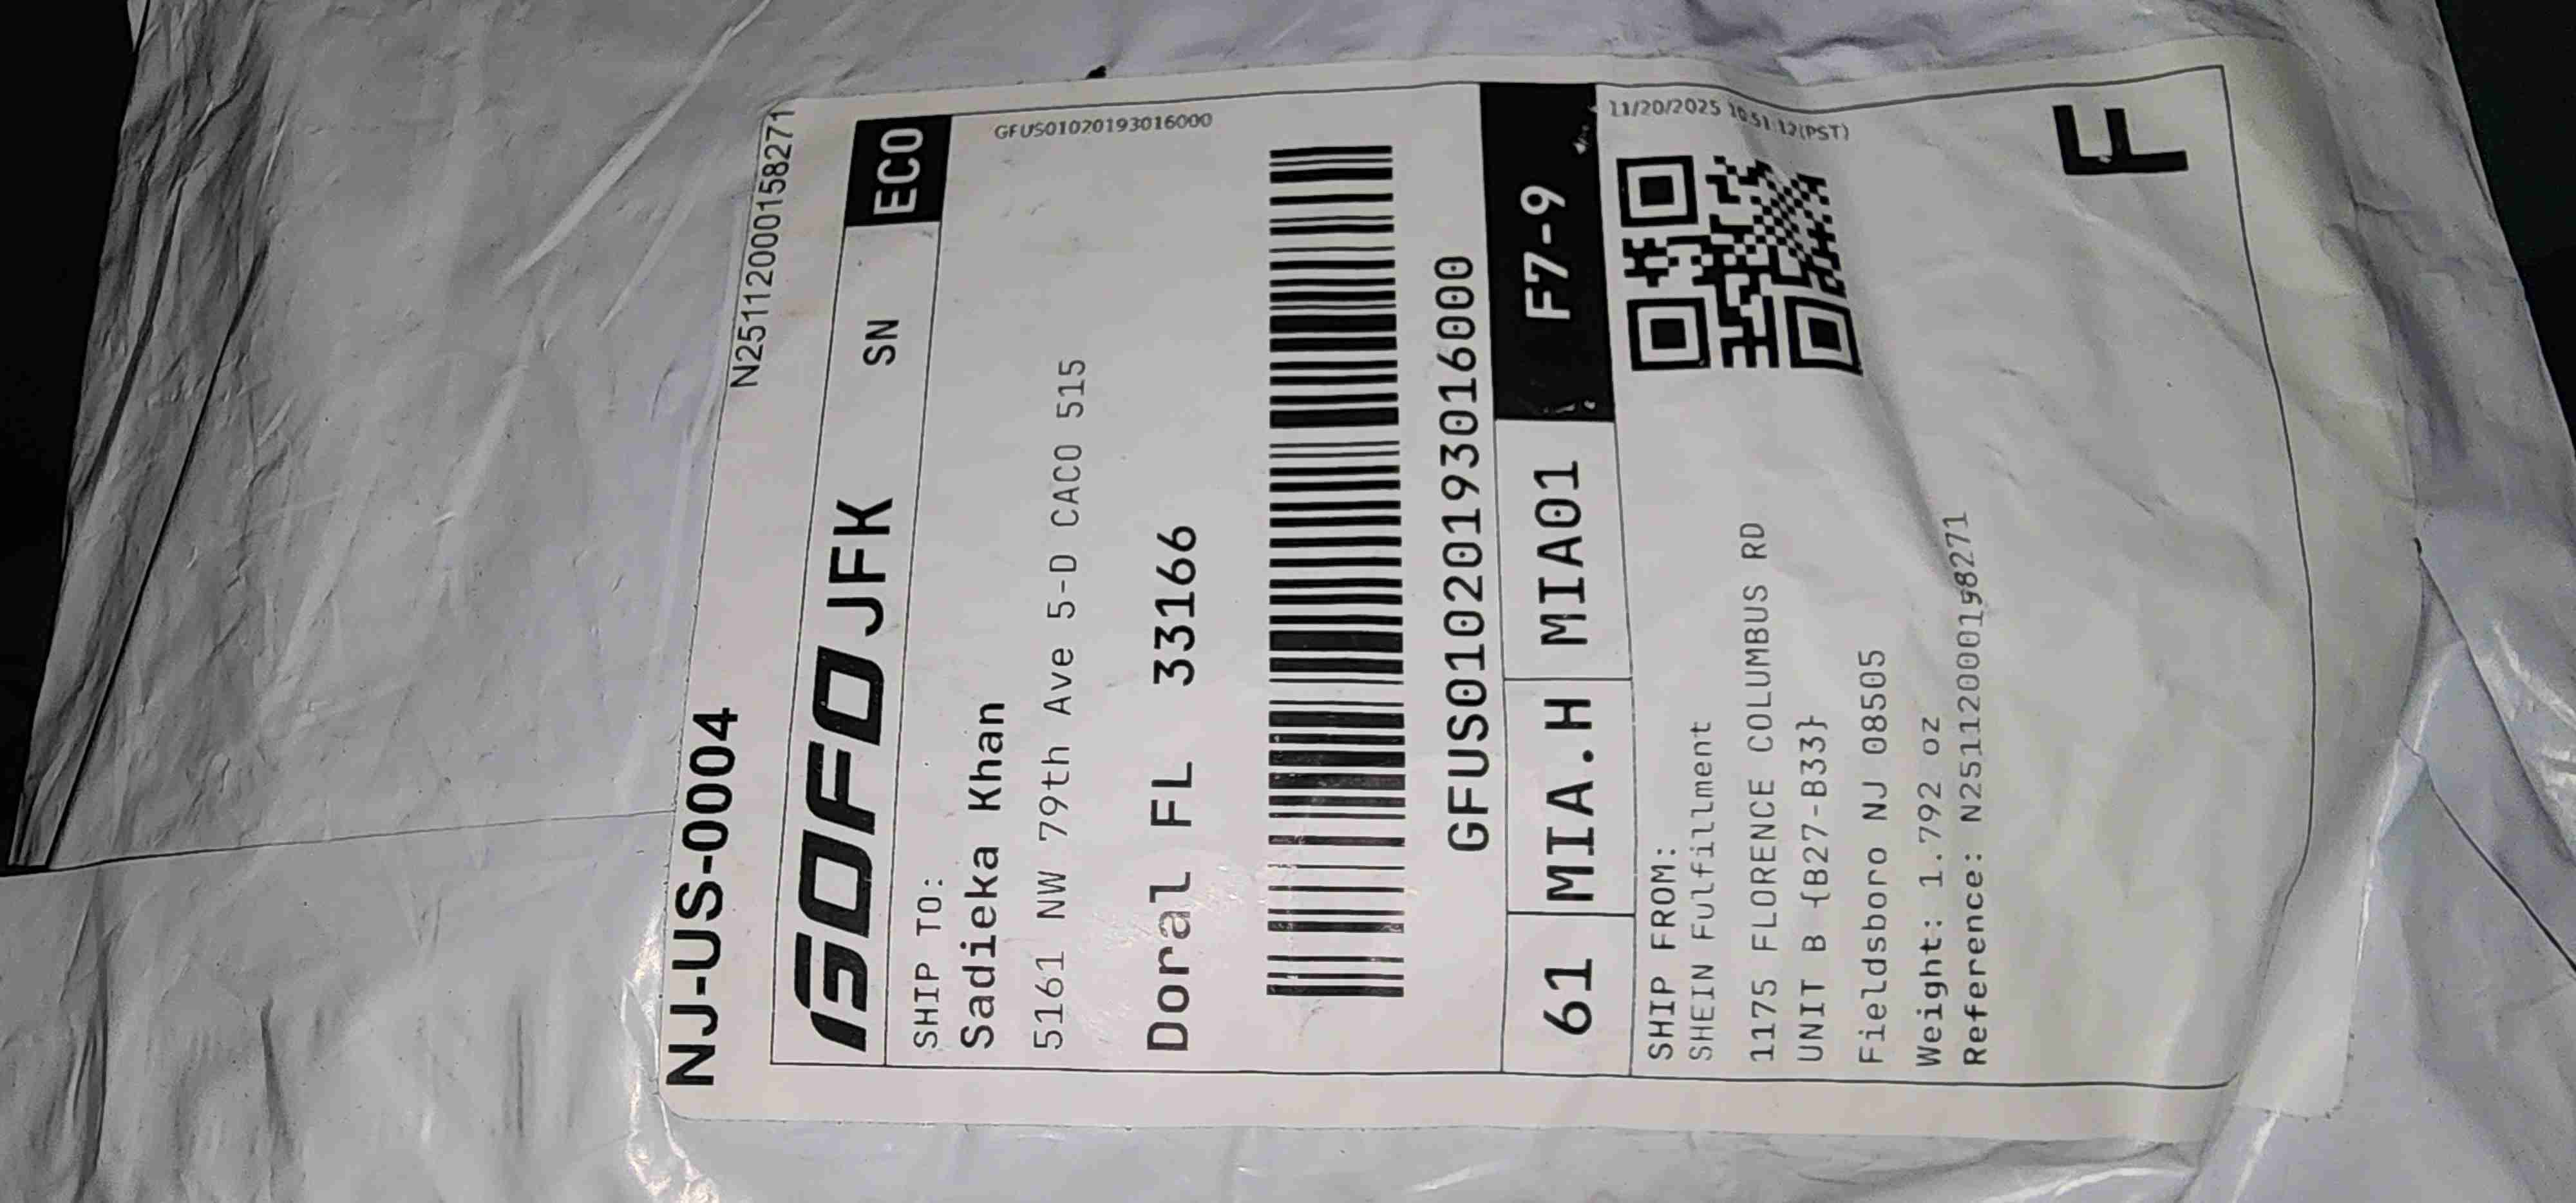 NJ-US-0004
N25112000158271
GOFO JFK SN ECO
SHIP TO:
GFUS01020193016000
Sadieka Khan
5161 NW 79th Ave 5-D CACO 515
Doral FL 33166
GFUS01020193016000
61 MIA.H MIA01 F7-9
11/20/2025 10:51:12(PST)
SHIP FROM:
SHEIN Fulfillment
1175 FLORENCE COLUMBUS RD
UNIT B {B27-B33}
Fieldsboro NJ 08505
Weight: 1.792 oz
Reference: N25112000158271
F